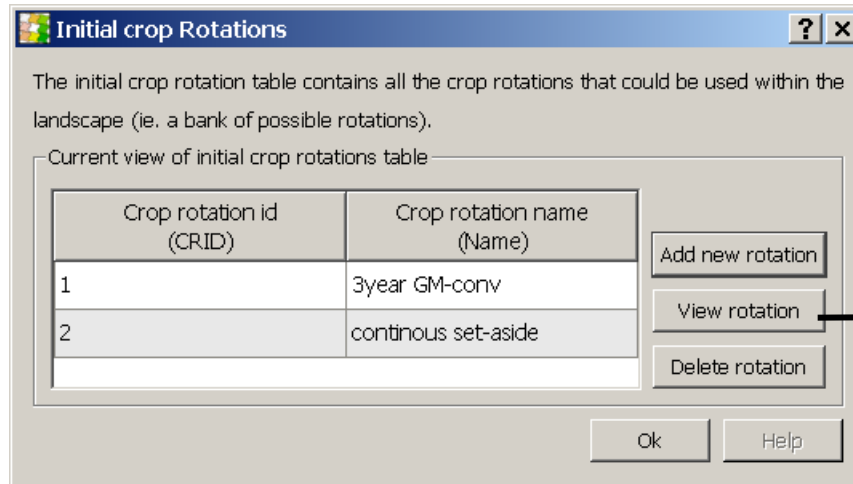 Initial crop Rotations
The initial crop rotation table contains all the crop rotations that could be used within the
landscape (ie. a bank of possible rotations).
Current view of initial crop rotations table
Crop rotation id
(CRID)
Crop rotation name
(Name)
1
3year GM-conv
2
continous set-aside
Add new rotation
View rotation
Delete rotation
Ok
Help